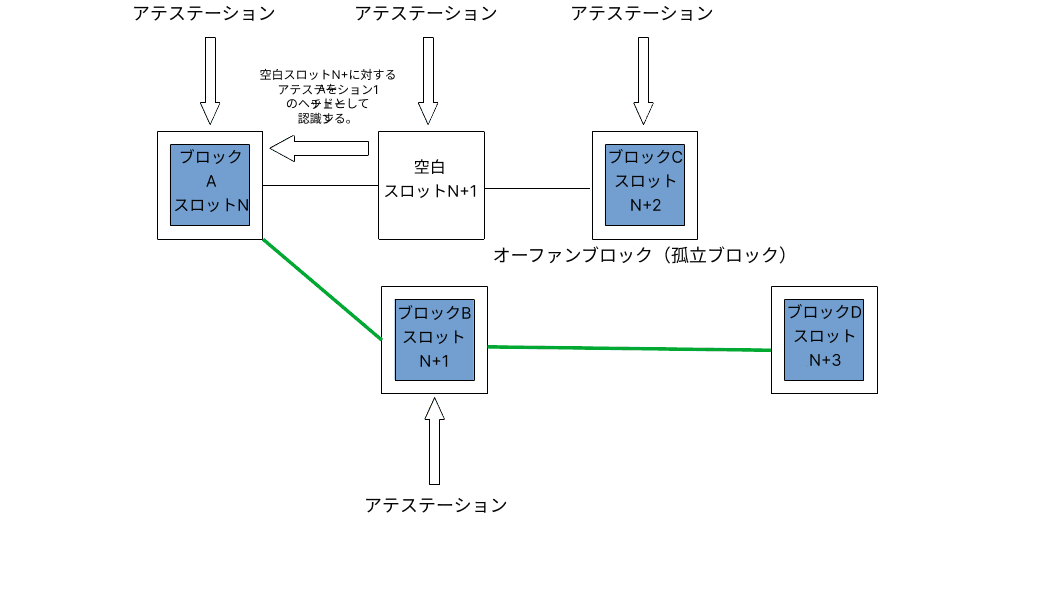 アテステーション
アテステーション
アテステーション
空白スロットN+に対する
アテステーション1
のヘッドとして
認識する。
ブロック
A
スロットN
空白
スロットN+1
ブロックC
スロット
N+2
オーファンブロック（孤立ブロック）
ブロックB
スロット
N+1
ブロックD
スロット
N+3
アテステーション